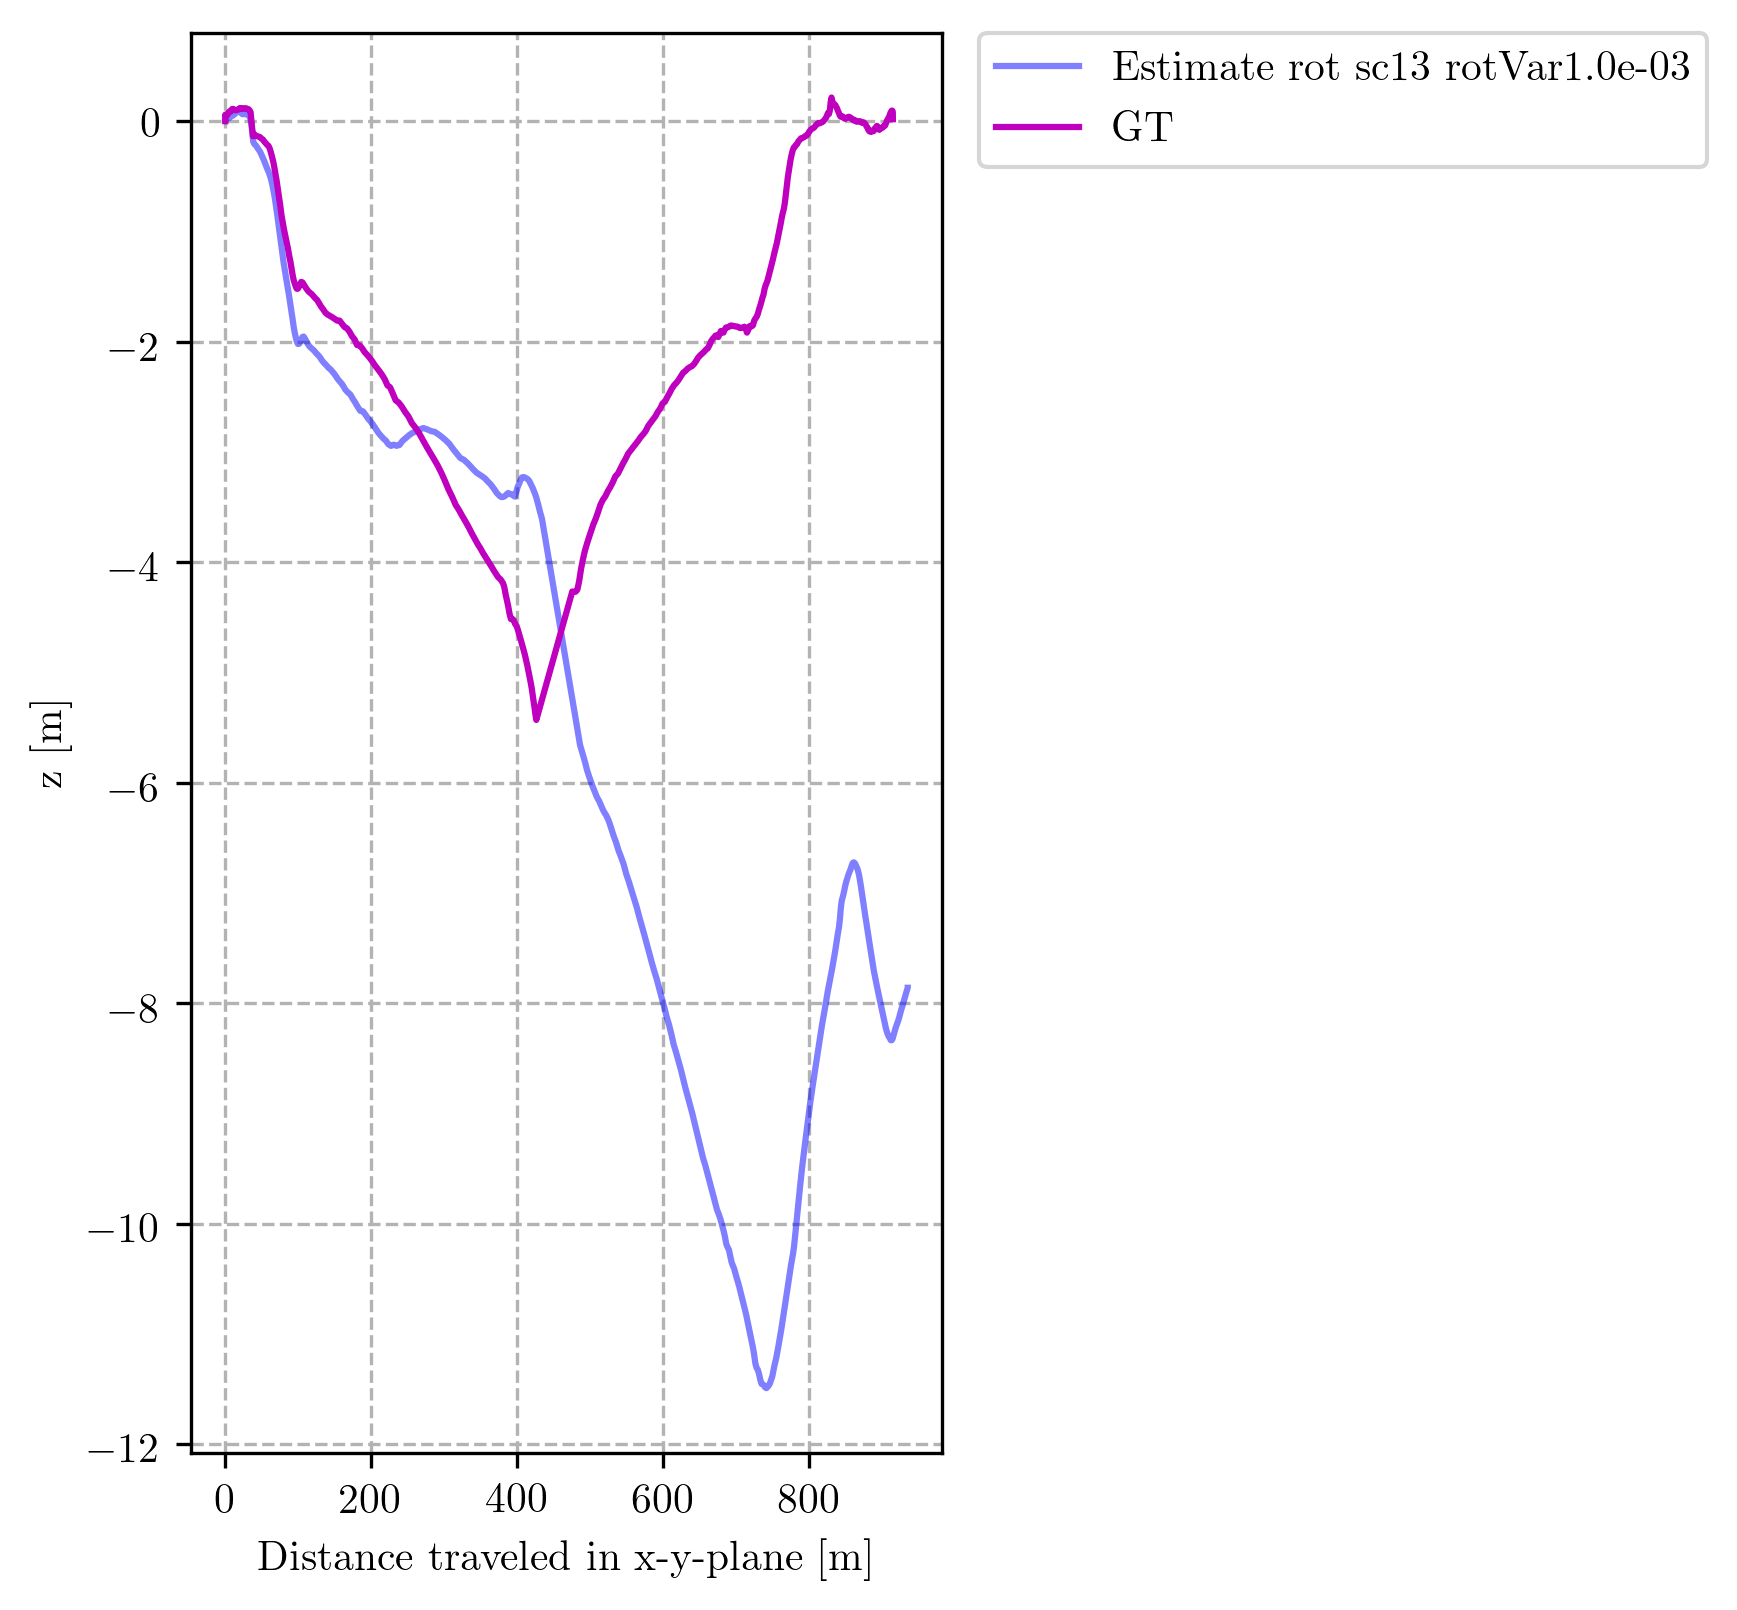 Estimate rot sc13 rotVar1.0e-03
GT
0
−2
−4
−6
−8
−10
−12
z [m]
0 200 400 600 800
Distance traveled in x-y-plane [m]